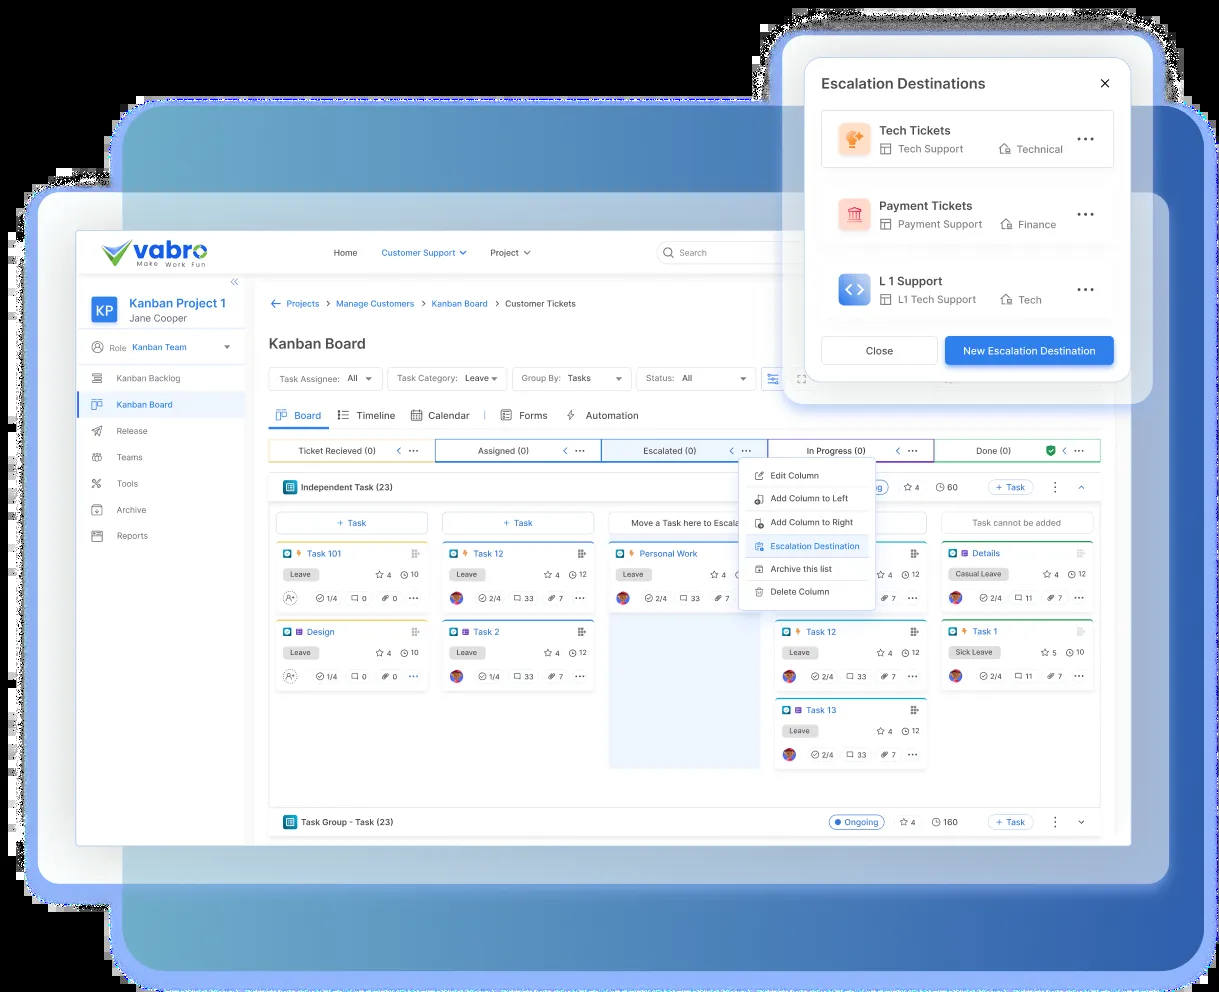 Escalation Destinations
Tech Tickets
Tech Support Technical
Payment Tickets
Payment Support Finance
L 1 Support
L1 Tech Support Tech
Close New Escalation Destination
vabro
Make Work Fun
Home Customer Support Project Search
KP Kanban Project 1
Jane Cooper
Role Kanban Team
Kanban Backlog
Kanban Board
Release
Teams
Tools
Archive
Reports
Projects > Manage Customers > Kanban Board > Customer Tickets
Kanban Board
Task Assignee: All Task Category: Leave Group By: Tasks Status: All
Board Timeline Calendar | Forms Automation
Ticket Recieved (0) Assigned (0) Escalated (0) In Progress (0) Done (0)
Independent Task (23) 4 60 + Task
+ Task + Task Move a Task here to Escala Task cannot be added
Edit Column
Add Column to Left
Add Column to Right
Escalation Destination
Archive this list
Delete Column
Task 101
Leave 4 10
1/4 0 0
Design
Leave 4 10
1/4 0 0
Task 12
Leave 4 12
2/4 33 7
Task 2
Leave 4 12
1/4 33 7
Personal Work
Leave 4
2/4 33 7
4 12
7
Task 12
Leave 4 12
2/4 33 7
Task 13
Leave 4 12
2/4 33 7
Details
Casual Leave 4 12
2/4 11 7
Task 1
Sick Leave 5 10
2/4 11 7
Task Group - Task (23) Ongoing 4 160 + Task